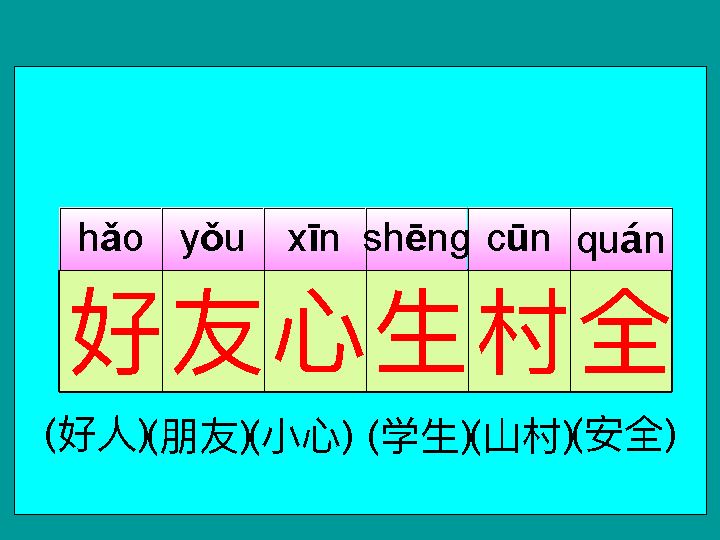 hǎo yǒu xīn shēng cūn quán
好友心生村全
(好人)(朋友)(小心) (学生)(山村)(安全)